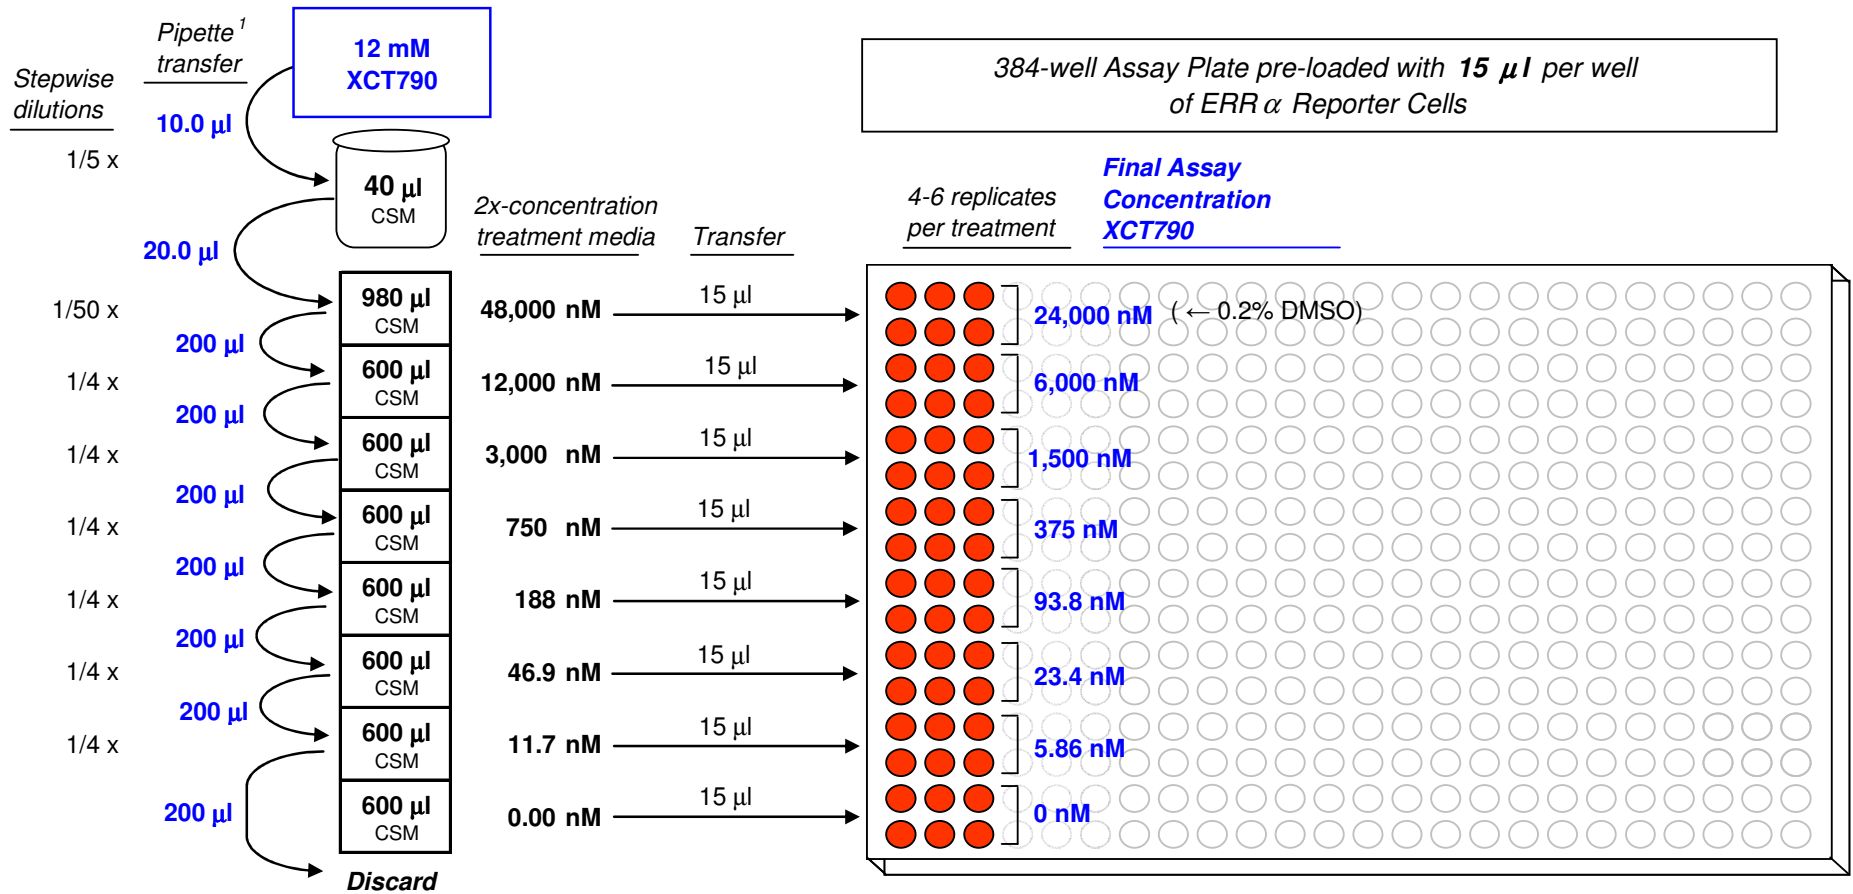 Stepwise
dilutions
Pipette 1
transfer
12 mM
XCT790
384-well Assay Plate pre-loaded with 15 µl per well
of ERR α Reporter Cells
10.0 µl
1/5 x
40 µl
CSM
20.0 µl
2x-concentration
treatment media
Transfer
4-6 replicates
per treatment
Final Assay
Concentration
XCT790
1/50 x
980 µl
CSM
48,000 nM
15 µl
24,000 nM (← 0.2% DMSO)
200 µl
1/4 x
600 µl
CSM
12,000 nM
15 µl
6,000 nM
200 µl
1/4 x
600 µl
CSM
3,000 nM
15 µl
1,500 nM
200 µl
1/4 x
600 µl
CSM
750 nM
15 µl
375 nM
200 µl
1/4 x
600 µl
CSM
188 nM
15 µl
93.8 nM
200 µl
1/4 x
600 µl
CSM
46.9 nM
15 µl
23.4 nM
200 µl
1/4 x
600 µl
CSM
11.7 nM
15 µl
5.86 nM
200 µl
600 µl
CSM
0.00 nM
15 µl
0 nM
Discard